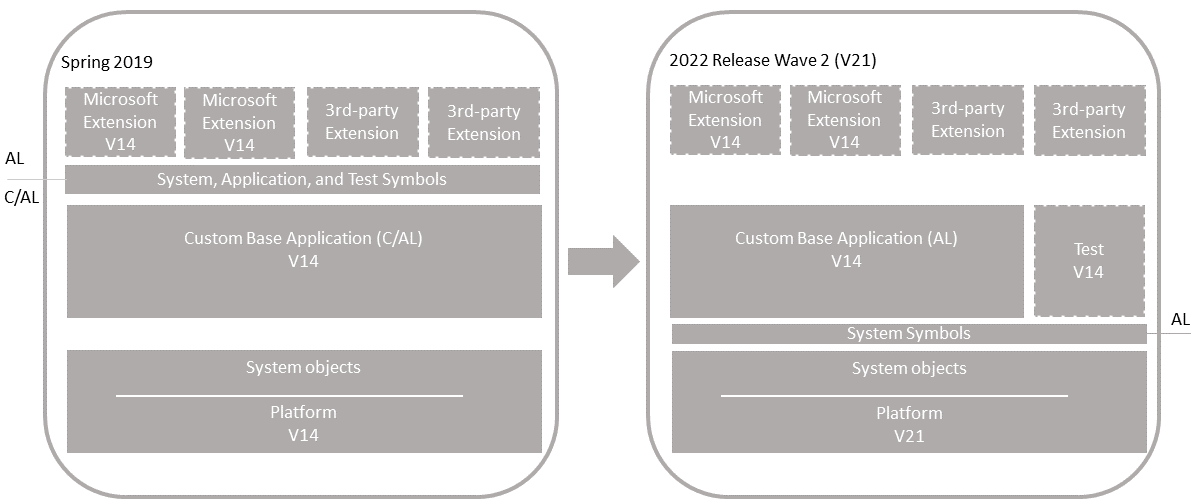 Spring 2019
Microsoft
Extension
V14
Microsoft
Extension
V14
3rd-party
Extension
3rd-party
Extension
AL
C/AL
System, Application, and Test Symbols
Custom Base Application (C/AL)
V14
System objects
Platform
V14
2022 Release Wave 2 (V21)
Microsoft
Extension
V14
Microsoft
Extension
V14
3rd-party
Extension
3rd-party
Extension
Custom Base Application (AL)
V14
Test
V14
AL
System Symbols
System objects
Platform
V21